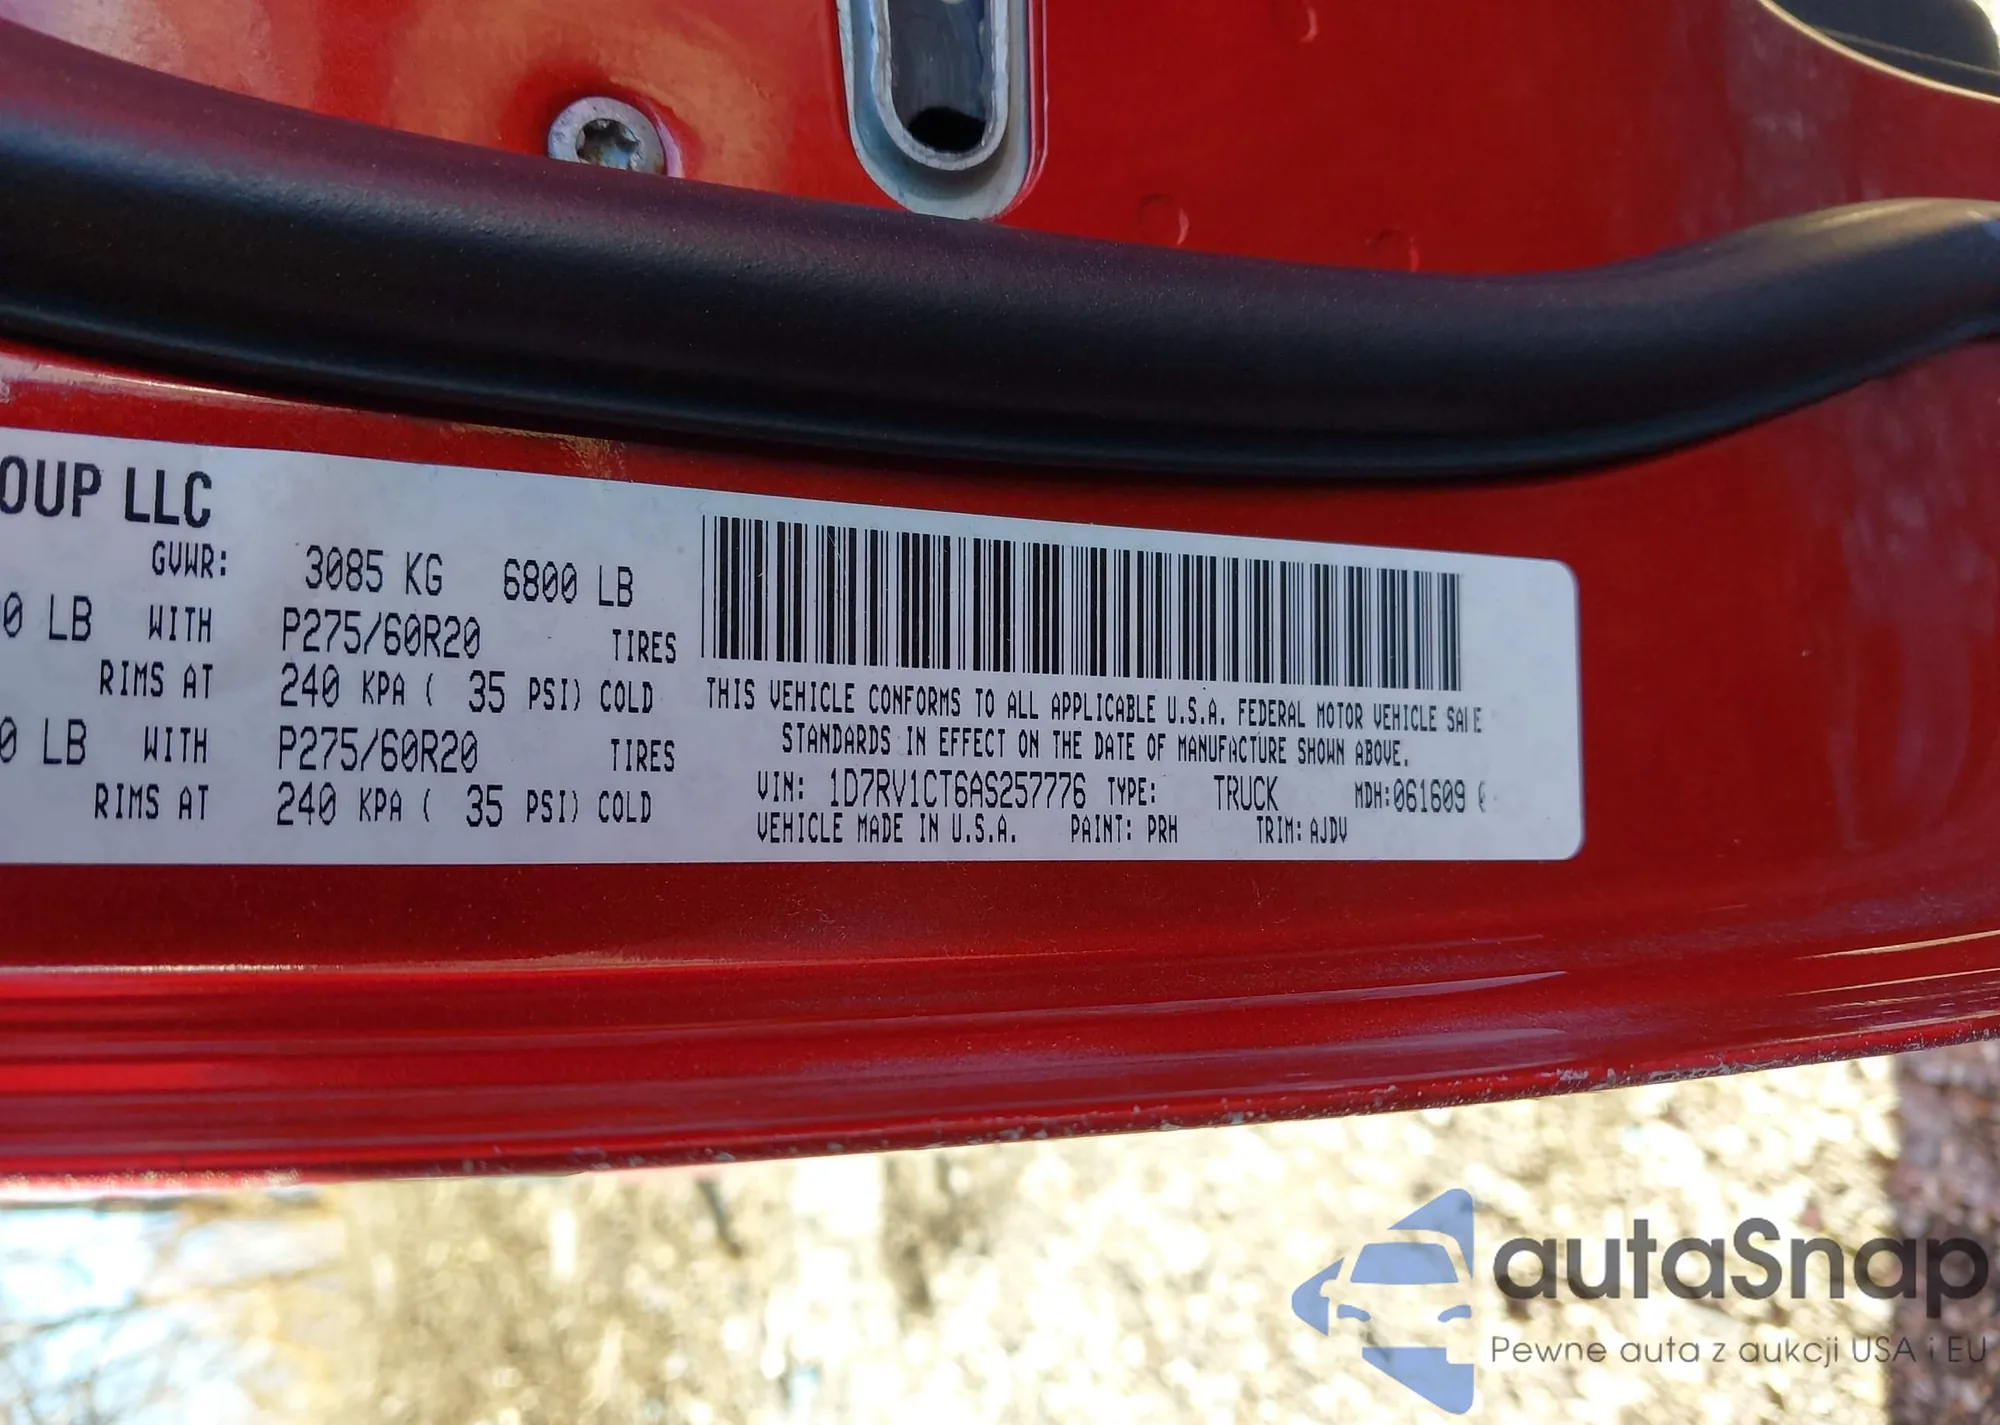 OUP LLC
GVWR: 3085 KG 6800 LB
0 LB WITH P275/60R20 TIRES
RIMS AT 240 KPA ( 35 PSI) COLD
0 LB WITH P275/60R20 TIRES
RIMS AT 240 KPA ( 35 PSI) COLD
THIS VEHICLE CONFORMS TO ALL APPLICABLE U.S.A. FEDERAL MOTOR VEHICLE
STANDARDS IN EFFECT ON THE DATE OF MANUFACTURE SHOWN ABOVE.
VIN: 1D7RV1CT6AS257776 TYPE: TRUCK MDH:061609
VEHICLE MADE IN U.S.A. PAINT: PRH TRIM: AJDV
autaSnap
Pewne auta z aukcji USA i EU